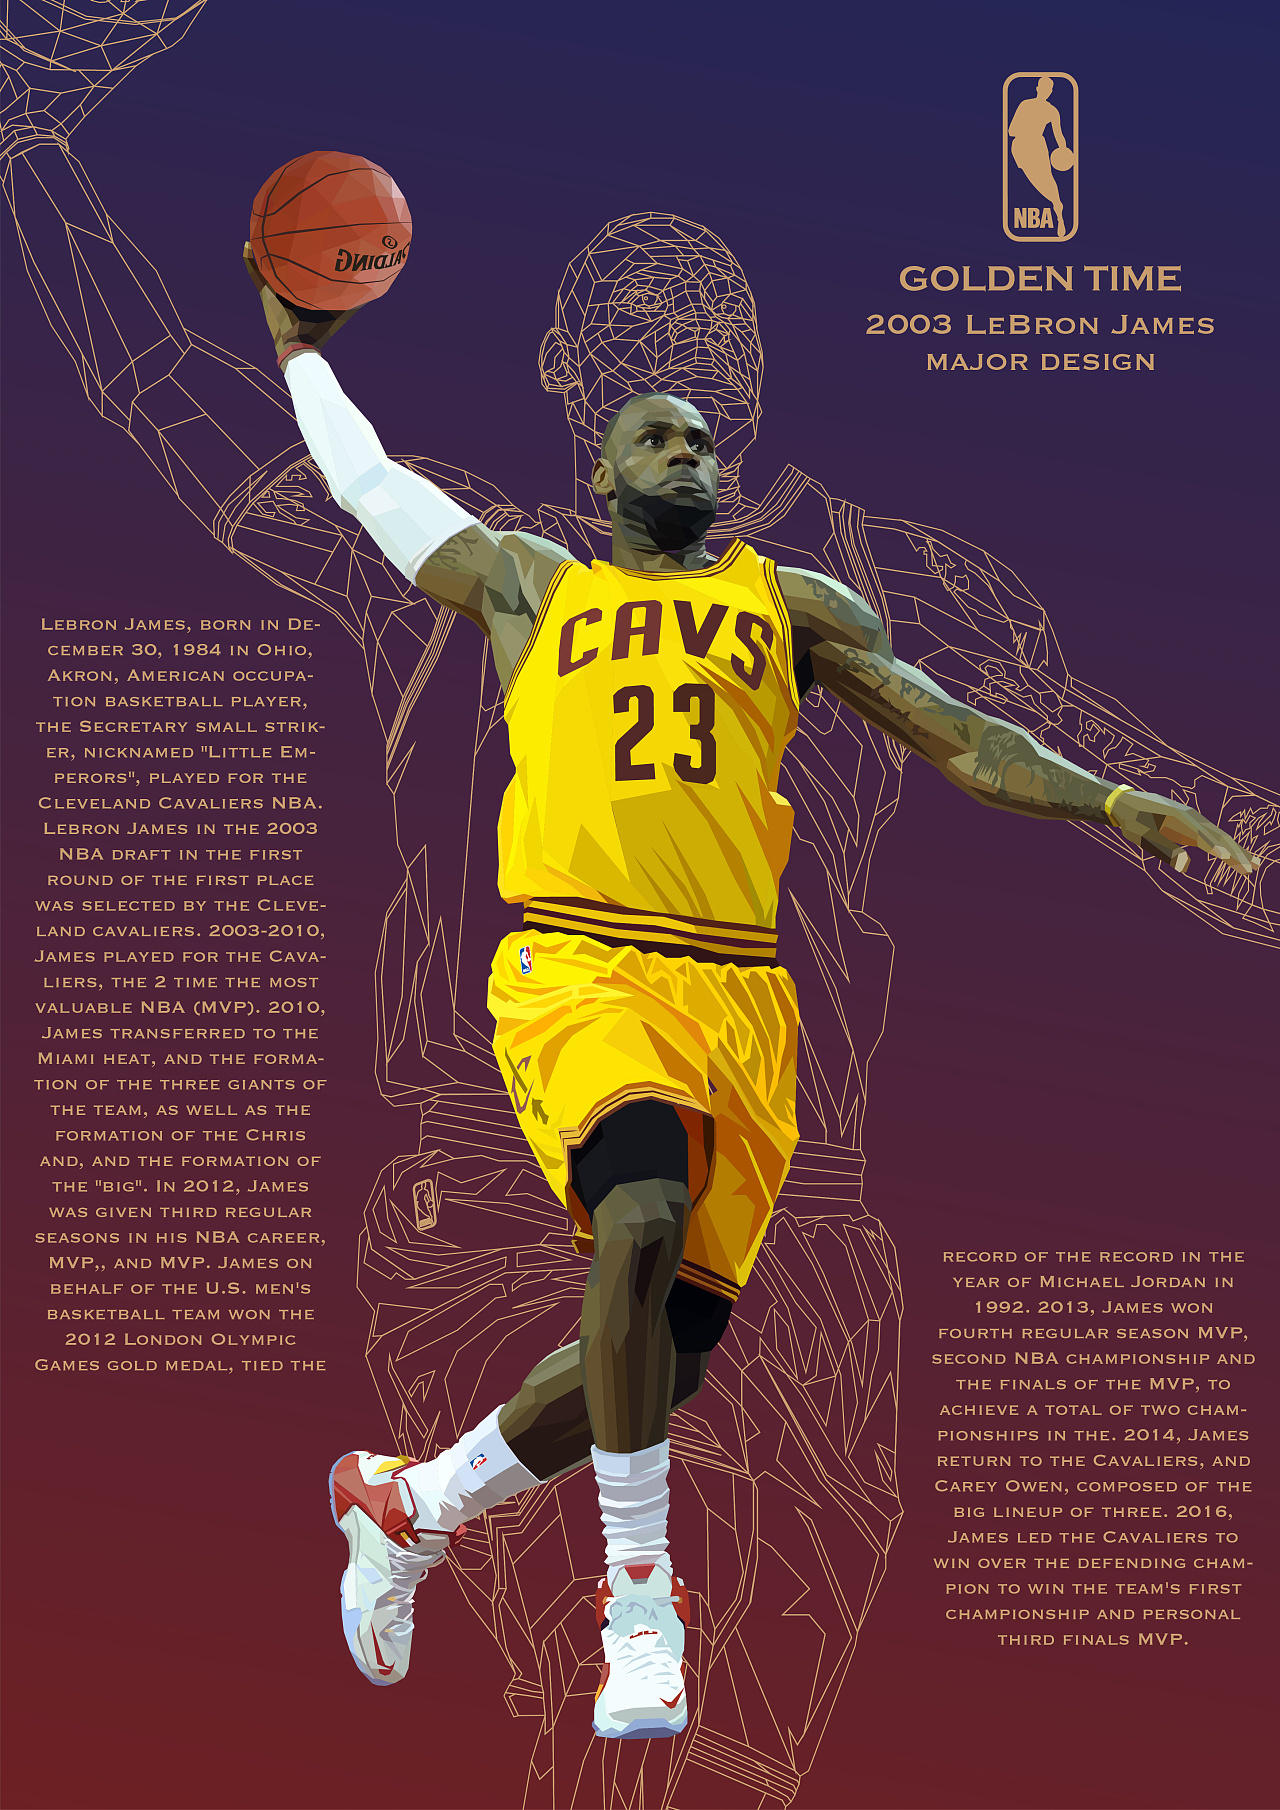 NBA
GOLDEN TIME
2003 LeBron James
MAJOR DESIGN
SPALDING
CAVS
23
Lebron James, born in De-
cember 30, 1984 in Ohio,
Akron, American occupa-
tion basketball player,
the Secretary small strik-
er, nicknamed "Little Em-
perors", played for the
Cleveland Cavaliers NBA.
Lebron James in the 2003
NBA draft in the first
round of the first place
was selected by the Cleve-
land cavaliers. 2003-2010,
James played for the Cava-
liers, the 2 time the most
valuable NBA (MVP). 2010,
James transferred to the
Miami heat, and the forma-
tion of the three giants of
the team, as well as the
formation of the Chris
and, and the formation of
the "big". In 2012, James
was given third regular
seasons in his NBA career,
MVP,, and MVP. James on
behalf of the U.S. men's
basketball team won the
2012 London Olympic
Games gold medal, tied the
record of the record in the
year of Michael Jordan in
1992. 2013, James won
fourth regular season MVP,
second NBA championship and
the finals of the MVP, to
achieve a total of two cham-
pionships in the. 2014, James
return to the Cavaliers, and
Carey Owen, composed of the
big lineup of three. 2016,
James led the Cavaliers to
win over the defending cham-
pion to win the team's first
championship and personal
third finals MVP.